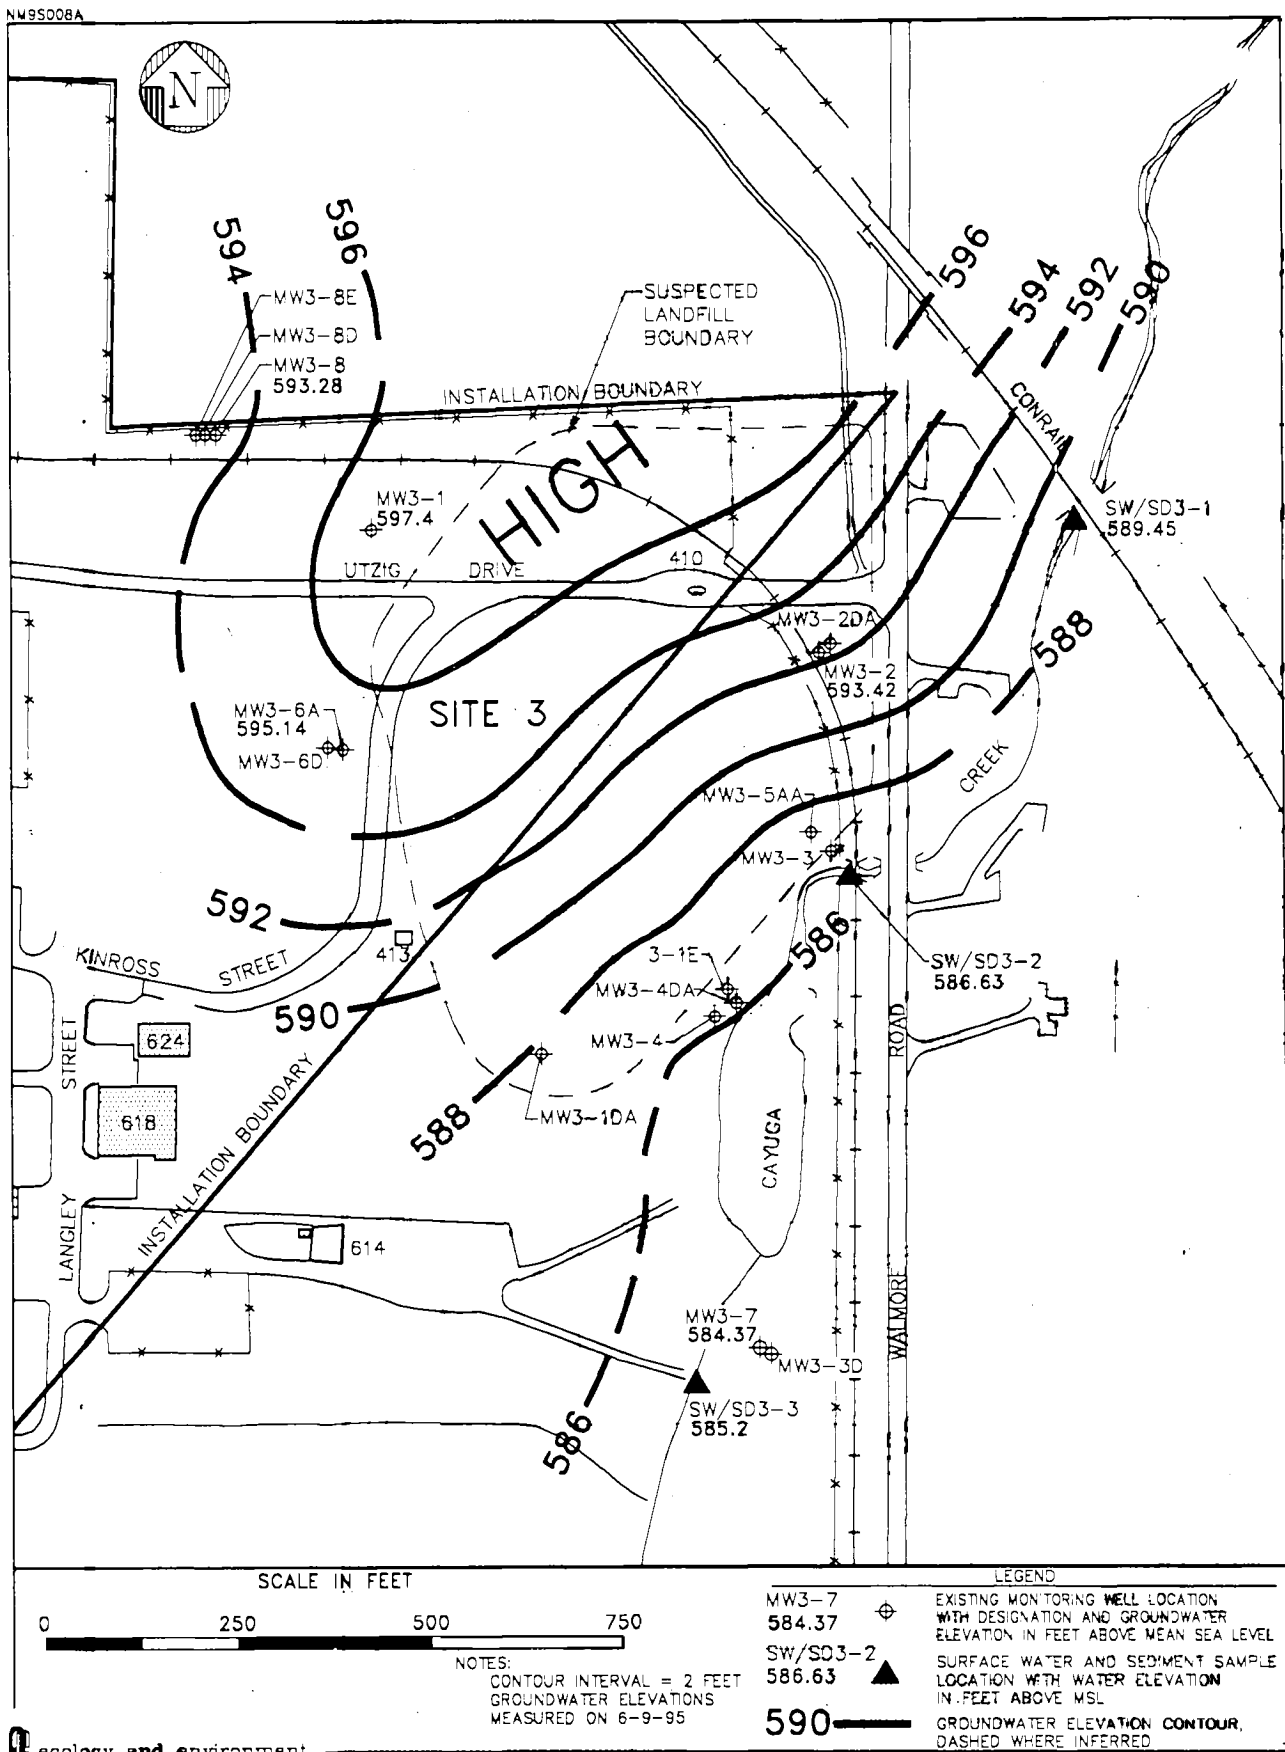 NM9S008A
N
594
596
MW3-8E
MW3-8D
MW3-8
593.28
SUSPECTED
LANDFILL
BOUNDARY
596
594
592
590
INSTALLATION BOUNDARY
CONRAIL
HIGH
MW3-1
597.4
SW/SD3-1
589.45
UTZIG DRIVE
410
MW3-2DA
588
MW3-2
593.42
MW3-6A
595.14
SITE 3
MW3-6D
CREEK
MW3-5AA
MW3-3
592
586
413
KINROSS STREET
3-1E
SW/SD3-2
586.63
MW3-4DA
590
ROAD
624
STREET
MW3-4
618
INSTALLATION BOUNDARY
588
MW3-1DA
CAYUGA
LANGLEY
614
WALMORE
MW3-7
584.37
MW3-3D
SW/SD3-3
585.2
586
SCALE IN FEET
0 250 500 750
NOTES:
CONTOUR INTERVAL = 2 FEET
GROUNDWATER ELEVATIONS
MEASURED ON 6-9-95
LEGEND
MW3-7
584.37
EXISTING MONITORING WELL LOCATION
WITH DESIGNATION AND GROUNDWATER
ELEVATION IN FEET ABOVE MEAN SEA LEVEL
SW/SD3-2
586.63
SURFACE WATER AND SEDIMENT SAMPLE
LOCATION WITH WATER ELEVATION
IN FEET ABOVE MSL
590
GROUNDWATER ELEVATION CONTOUR,
DASHED WHERE INFERRED
ecology and environment